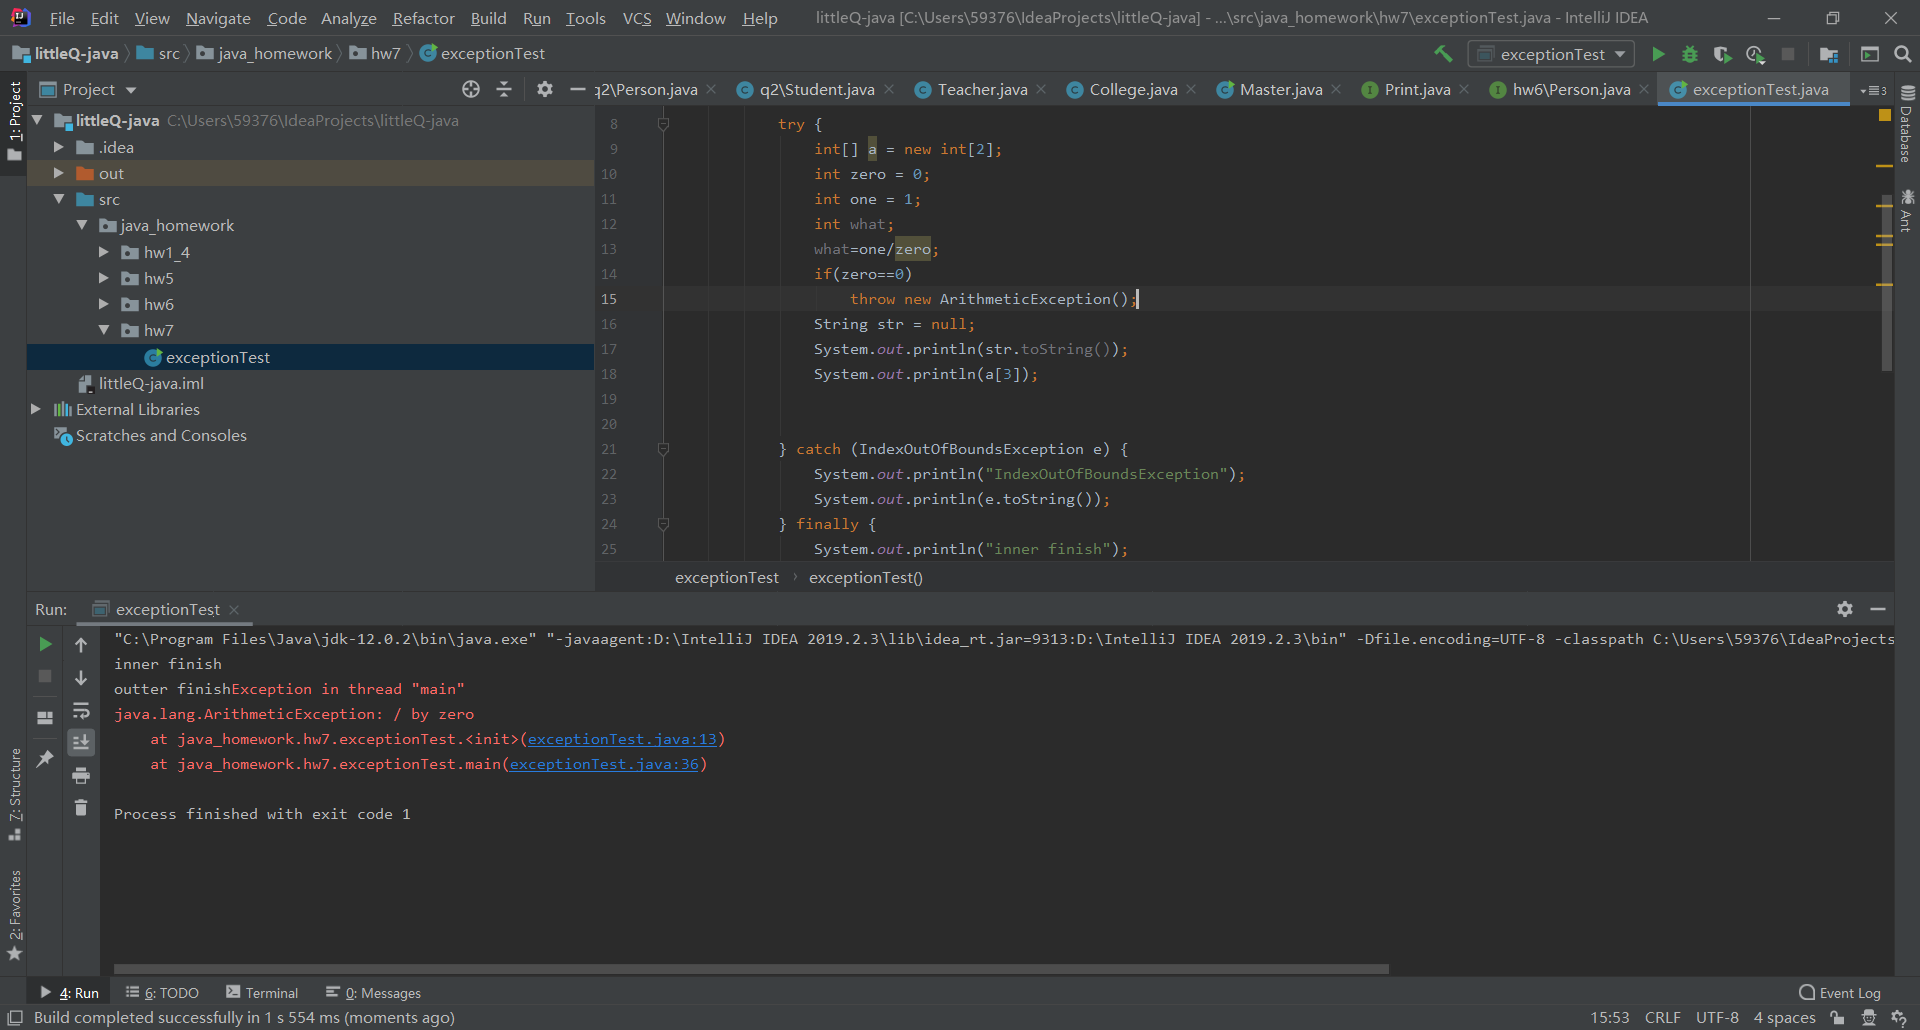 File Edit View Navigate Code Analyze Refactor Build Run Tools VCS Window Help littleQ-java [C:\Users\59376\IdeaProjects\littleQ-java] - ...\src\java_homework\hw7\exceptionTest.java - IntelliJ IDEA
littleQ-java src java_homework hw7 exceptionTest exceptionTest
1: Project
Project
q2\Person.java q2\Student.java Teacher.java College.java Master.java Print.java hw6\Person.java exceptionTest.java 3
littleQ-java C:\Users\59376\IdeaProjects\littleQ-java
.idea
out
src
java_homework
hw1_4
hw5
hw6
hw7
exceptionTest
littleQ-java.iml
External Libraries
Scratches and Consoles
8 try {
9 int[] a = new int[2];
10 int zero = 0;
11 int one = 1;
12 int what;
13 what=one/zero;
14 if(zero==0)
15 throw new ArithmeticException();
16 String str = null;
17 System.out.println(str.toString());
18 System.out.println(a[3]);
19
20
21 } catch (IndexOutOfBoundsException e) {
22 System.out.println("IndexOutOfBoundsException");
23 System.out.println(e.toString());
24 } finally {
25 System.out.println("inner finish");
exceptionTest exceptionTest()
Database
Ant
Run: exceptionTest
"C:\Program Files\Java\jdk-12.0.2\bin\java.exe" "-javaagent:D:\IntelliJ IDEA 2019.2.3\lib\idea_rt.jar=9313:D:\IntelliJ IDEA 2019.2.3\bin" -Dfile.encoding=UTF-8 -classpath C:\Users\59376\IdeaProjects
inner finish
outter finishException in thread "main"
java.lang.ArithmeticException: / by zero
at java_homework.hw7.exceptionTest.<init>(exceptionTest.java:13)
at java_homework.hw7.exceptionTest.main(exceptionTest.java:36)
Process finished with exit code 1
7: Structure
2: Favorites
4: Run 6: TODO Terminal 0: Messages Event Log
Build completed successfully in 1 s 554 ms (moments ago) 15:53 CRLF UTF-8 4 spaces